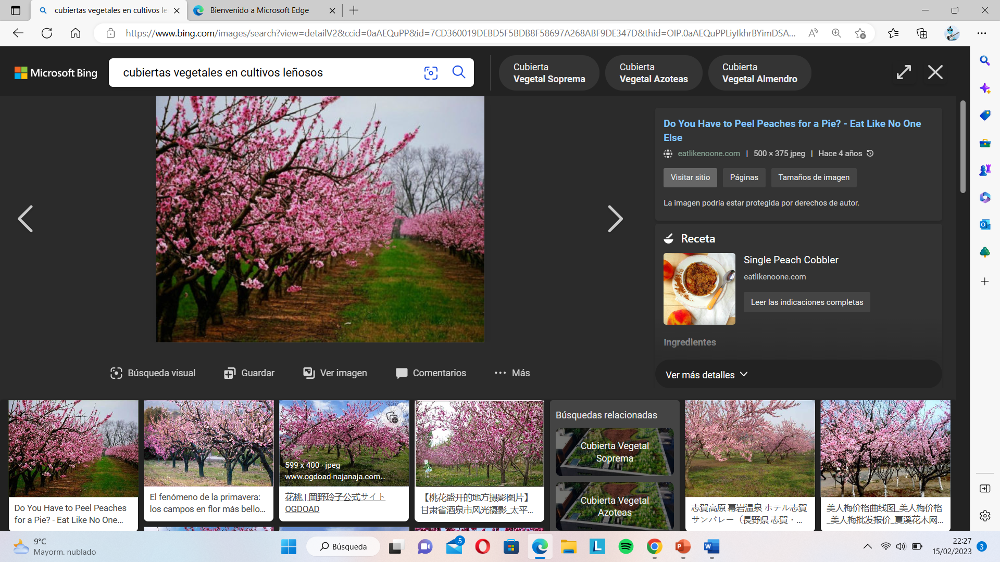 cubiertas vegetales en cultivos le
Bienvenido a Microsoft Edge
https://www.bing.com/images/search?view=detailV2&ccid=0aAEQuPP&id=7CD360019DEBD5F5BDB8F58697A268ABF9DE347D&thid=OIP.0aAEQuPPLiyIkhrBYimDSA...
Microsoft Bing
cubiertas vegetales en cultivos leñosos
Cubierta
Vegetal Soprema
Cubierta
Vegetal Azoteas
Cubierta
Vegetal Almendro
Do You Have to Peel Peaches for a Pie? - Eat Like No One
Else
eatlikenoone.com | 500 × 375 jpeg | Hace 4 años
Visitar sitio
Páginas
Tamaños de imagen
La imagen podría estar protegida por derechos de autor.
Receta
Single Peach Cobbler
eatlikenoone.com
Leer las indicaciones completas
Ingredientes
Ver más detalles
Búsqueda visual
Guardar
Ver imagen
Comentarios
Más
Do You Have to Peel Peaches
for a Pie? - Eat Like No One...
El fenómeno de la primavera:
los campos en flor más bello...
599 x 400 · jpeg
www.ogdoad-najanaja.com...
花桃 | 岡野玲子公式サイト
OGDOAD
【桃花盛开的地方摄影图片】
甘肃省酒泉市风光摄影_太平...
Búsquedas relacionadas
Cubierta Vegetal
Soprema
Cubierta Vegetal
Azoteas
志賀高原 幕岩温泉 ホテル志賀
サンバレー（長野県 志賀・...
美人梅价格曲线图_美人梅价格
_美人梅批发报价_夏溪花木网...
9°C
Mayorm. nublado
Búsqueda
5
22:27
15/02/2023
3